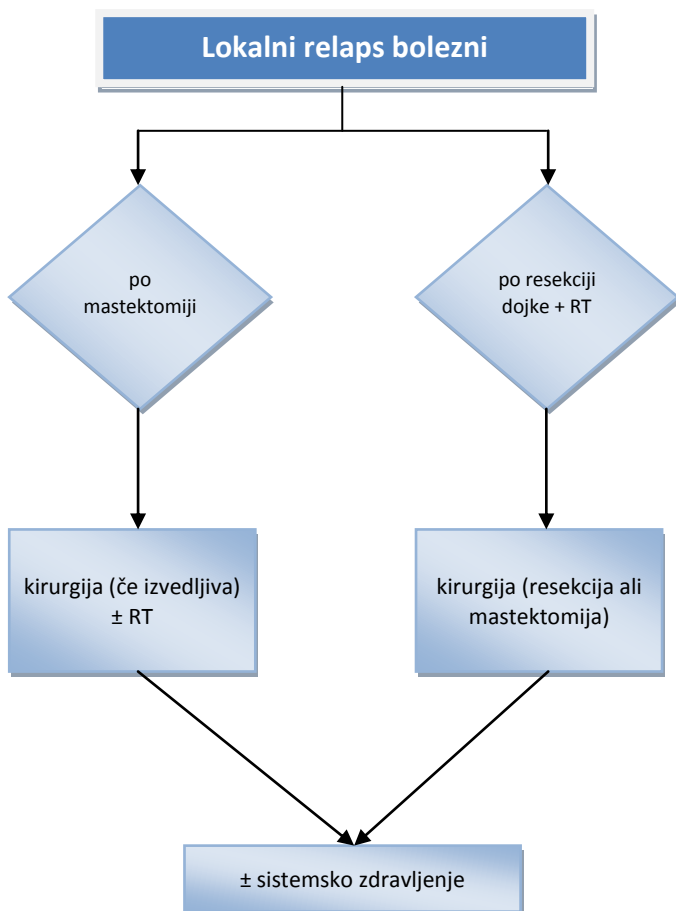 Lokalni relaps bolezni
po
mastektomiji
po resekciji
dojke + RT
kirurgija (če izvedljiva)
± RT
kirurgija (resekcija ali
mastektomija)
± sistemsko zdravljenje